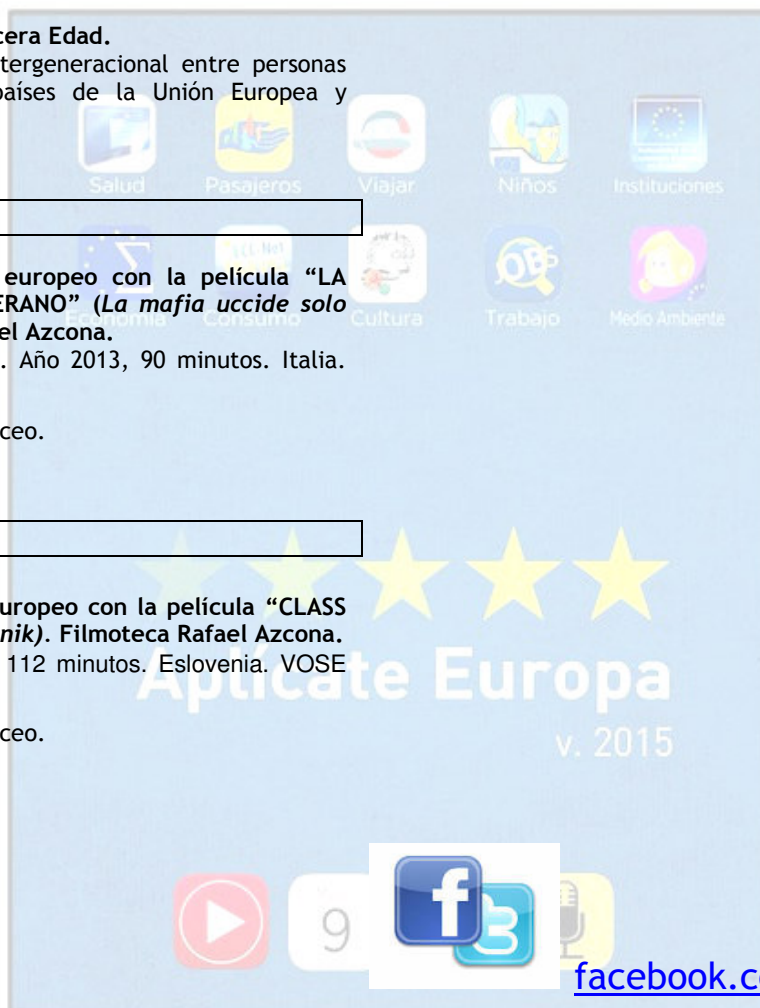 cera Edad.
tergeneracional entre personas
países de la Unión Europea y
Salud Pasajeros Viajar Niños Instituciones
europeo con la película “LA
ERANO” (La mafia uccide solo
el Azcona.
. Año 2013, 90 minutos. Italia.
Economía Consumo Cultura Trabajo Medio Ambiente
ceo.
uropeo con la película “CLASS
nik). Filmoteca Rafael Azcona.
112 minutos. Eslovenia. VOSE
Aplícate Europa
ceo.
v. 2015
9
facebook.c